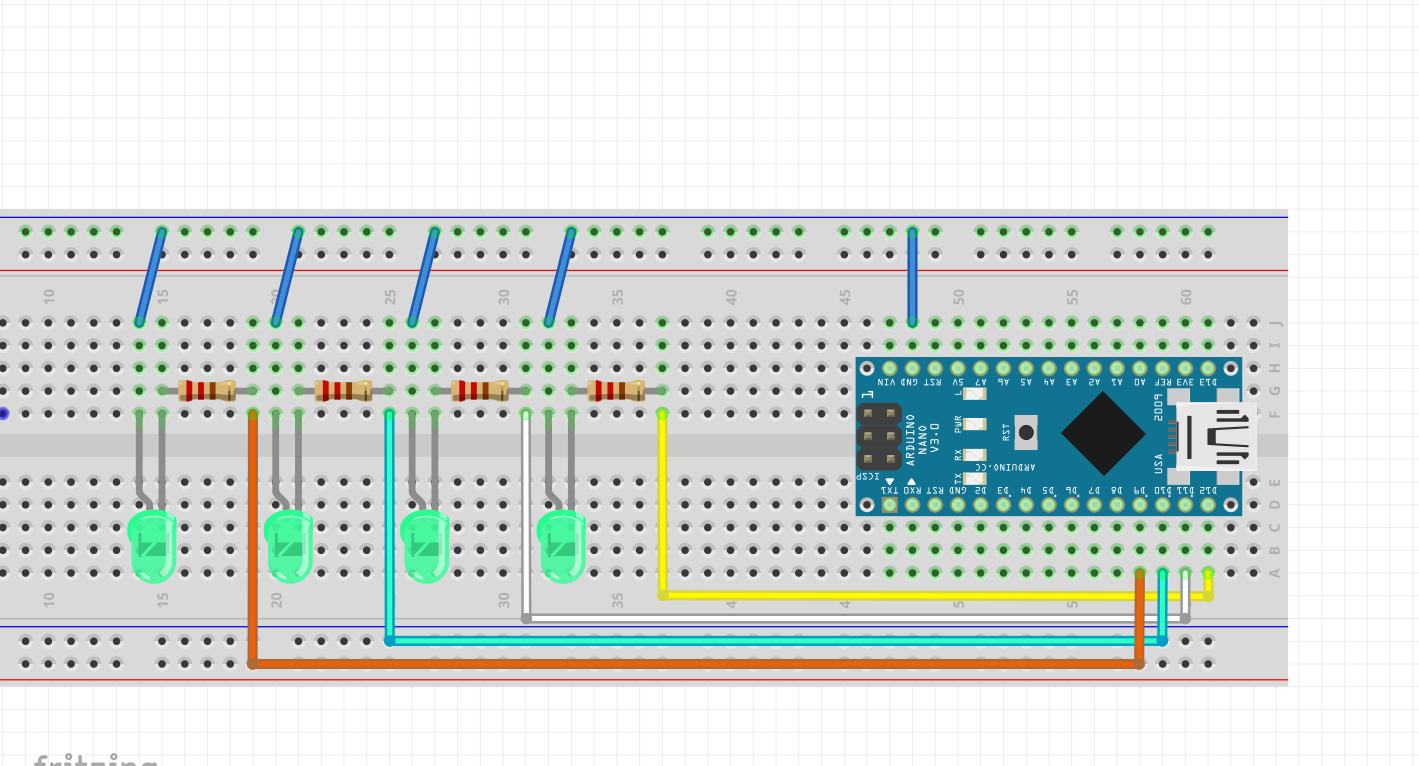 10 15 20 25 30 35 40 45 50 55 60
J
I
H
G
F
VIN GND RST 5V A7 A6 A5 A4 A3 A2 A1 A0 REF 3V3 D13
1
L
PWR
RX
TX
RST
ARDUINO
NANO
V3.0
ARDUINO.CC
ICSP
USA
TX1 RX0 RST GND D2 D3 D4 D5 D6 D7 D8 D9 D10 D11 D12
E
D
C
B
A
10 15 20 30 35 4 4 5 5 60
fritzing